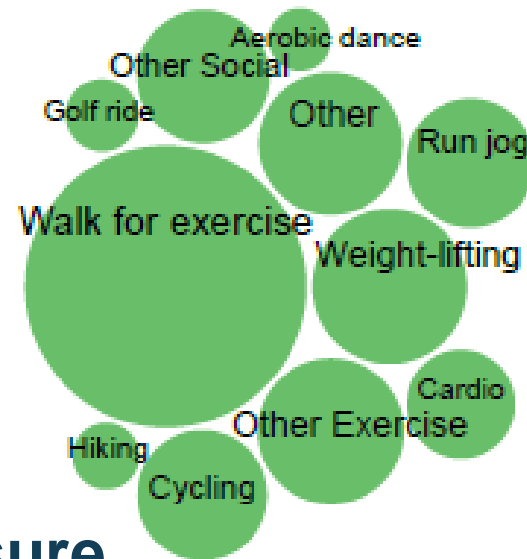 Aerobic dance
Other Social
Golf ride
Other
Run jog
Walk for exercise
Weight-lifting
Cardio
Other Exercise
Hiking
Cycling
sure